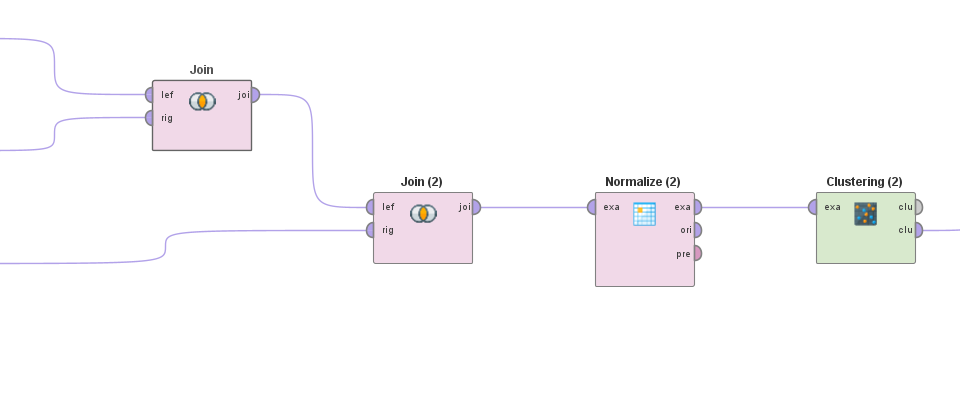 Join
lef joi
rig
Join (2)
lef joi
rig
Normalize (2)
exa exa
ori
pre
Clustering (2)
exa clu
clu